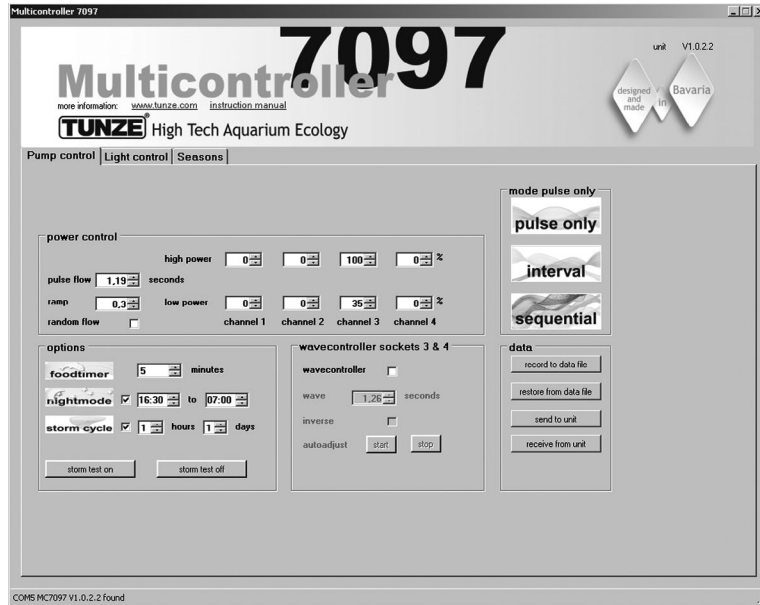 Multicontroller 7097
7097
unit V1.0.2.2
Multicontroller
designed and made in Bavaria
more information: www.tunze.com instruction manual
TUNZE® High Tech Aquarium Ecology
Pump control Light control Seasons
mode pulse only
pulse only
interval
sequential
power control
high power 0 0 100 0 %
pulse flow 1,19 seconds
ramp 0,3 low power 0 0 35 0 %
random flow channel 1 channel 2 channel 3 channel 4
options
foodtimer 5 minutes
nightmode 16:30 to 07:00
storm cycle 1 hours 1 days
storm test on storm test off
wavecontroller sockets 3 & 4
wavecontroller
wave 1,26 seconds
inverse
autoadjust start stop
data
record to data file
restore from data file
send to unit
receive from unit
COM5 MC7097 V1.0.2.2 found